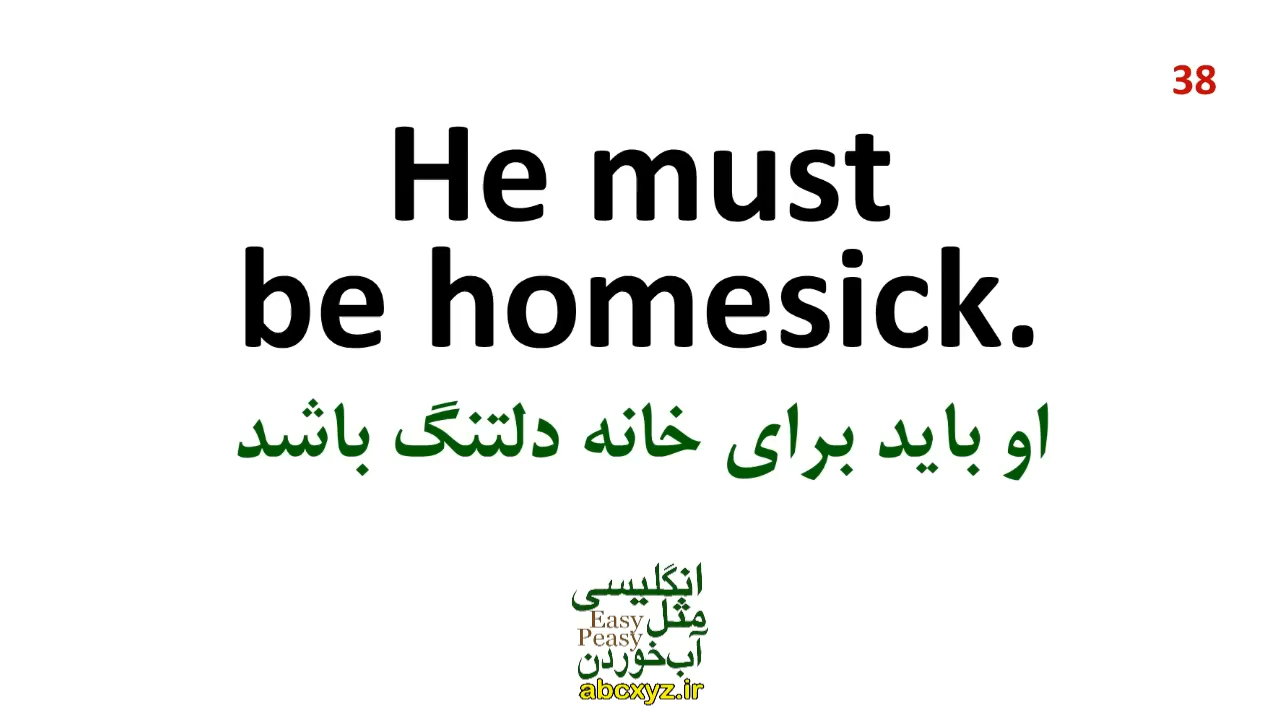 38
He must
be homesick.
او باید برای خانه دلتنگ باشد
انگلیسی
مثل
Easy
Peasy
آب‌خوردن
abcxyz.ir